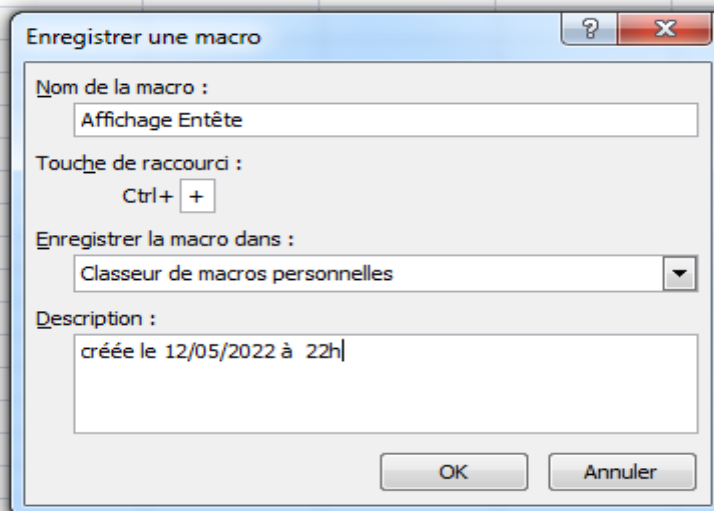 Enregistrer une macro
Nom de la macro :
Affichage Entête
Touche de raccourci :
Ctrl+ +
Enregistrer la macro dans :
Classeur de macros personnelles
Description :
créée le 12/05/2022 à  22h
OK Annuler